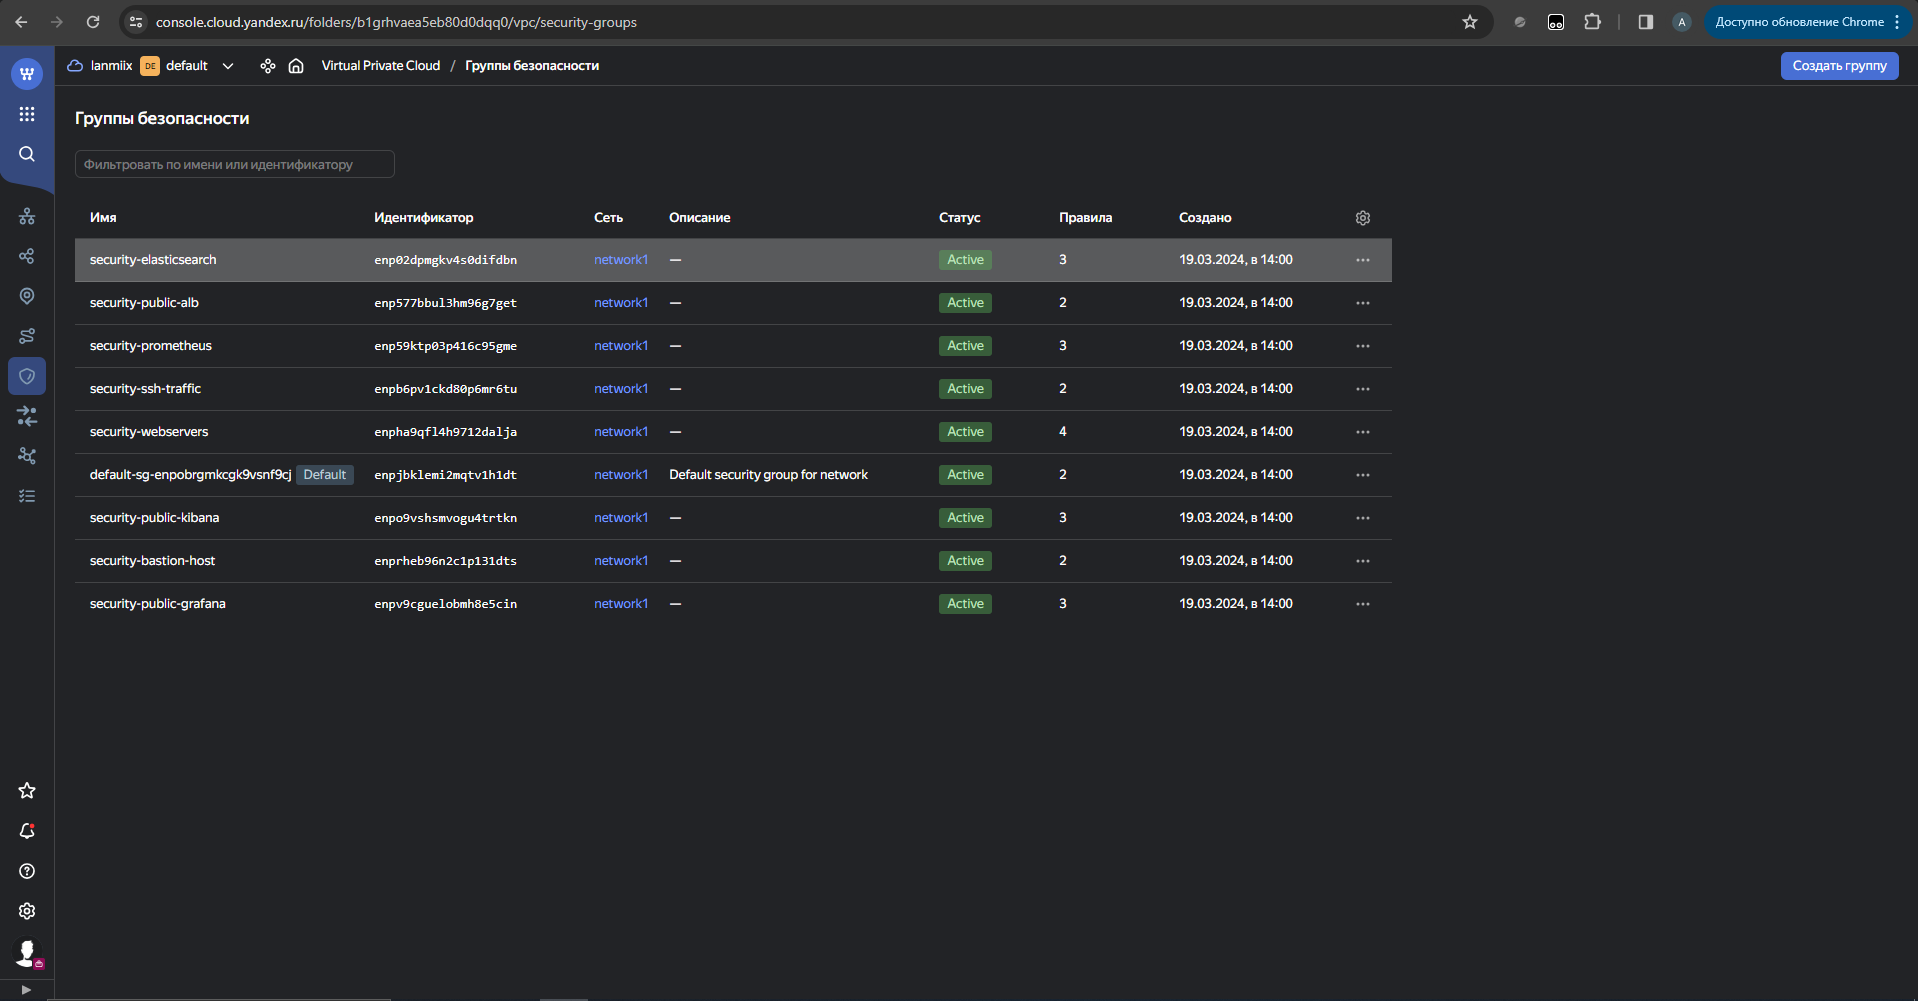 console.cloud.yandex.ru/folders/b1grhvaea5eb80d0dqq0/vpc/security-groups
A
Доступно обновление Chrome
lanmiix DE default Virtual Private Cloud / Группы безопасности
Создать группу
Группы безопасности
Фильтровать по имени или идентификатору
Имя Идентификатор Сеть Описание Статус Правила Создано
security-elasticsearch enp02dpmgkv4s0difdbn network1 — Active 3 19.03.2024, в 14:00
security-public-alb enp577bbul3hm96g7get network1 — Active 2 19.03.2024, в 14:00
security-prometheus enp59ktp03p416c95gme network1 — Active 3 19.03.2024, в 14:00
security-ssh-traffic enpb6pv1ckd80p6mr6tu network1 — Active 2 19.03.2024, в 14:00
security-webservers enpha9qfl4h9712dalja network1 — Active 4 19.03.2024, в 14:00
default-sg-enpobrgmkcgk9vsnf9cj Default enpjbklemi2mqtv1h1dt network1 Default security group for network Active 2 19.03.2024, в 14:00
security-public-kibana enpo9vshsmvogu4trtkn network1 — Active 3 19.03.2024, в 14:00
security-bastion-host enprheb96n2c1p131dts network1 — Active 2 19.03.2024, в 14:00
security-public-grafana enpv9cguelobmh8e5cin network1 — Active 3 19.03.2024, в 14:00